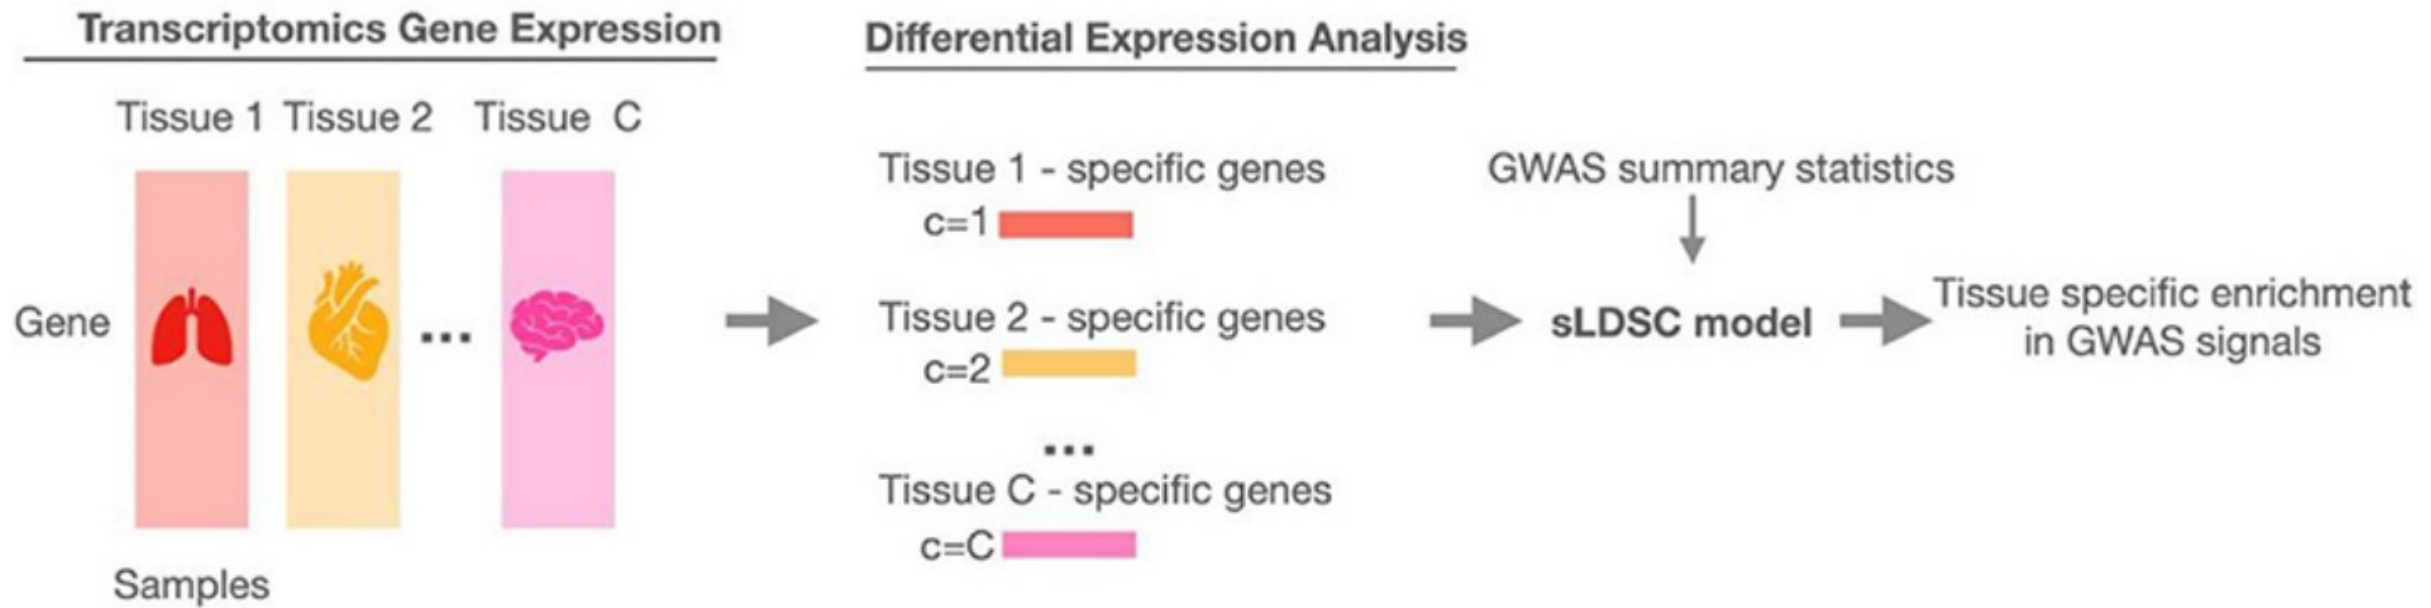 Transcriptomics Gene Expression
Tissue 1 Tissue 2 Tissue C
Gene
...
Samples
Differential Expression Analysis
Tissue 1 - specific genes
c=1
Tissue 2 - specific genes
c=2
...
Tissue C - specific genes
c=C
GWAS summary statistics
sLDSC model
Tissue specific enrichment
in GWAS signals